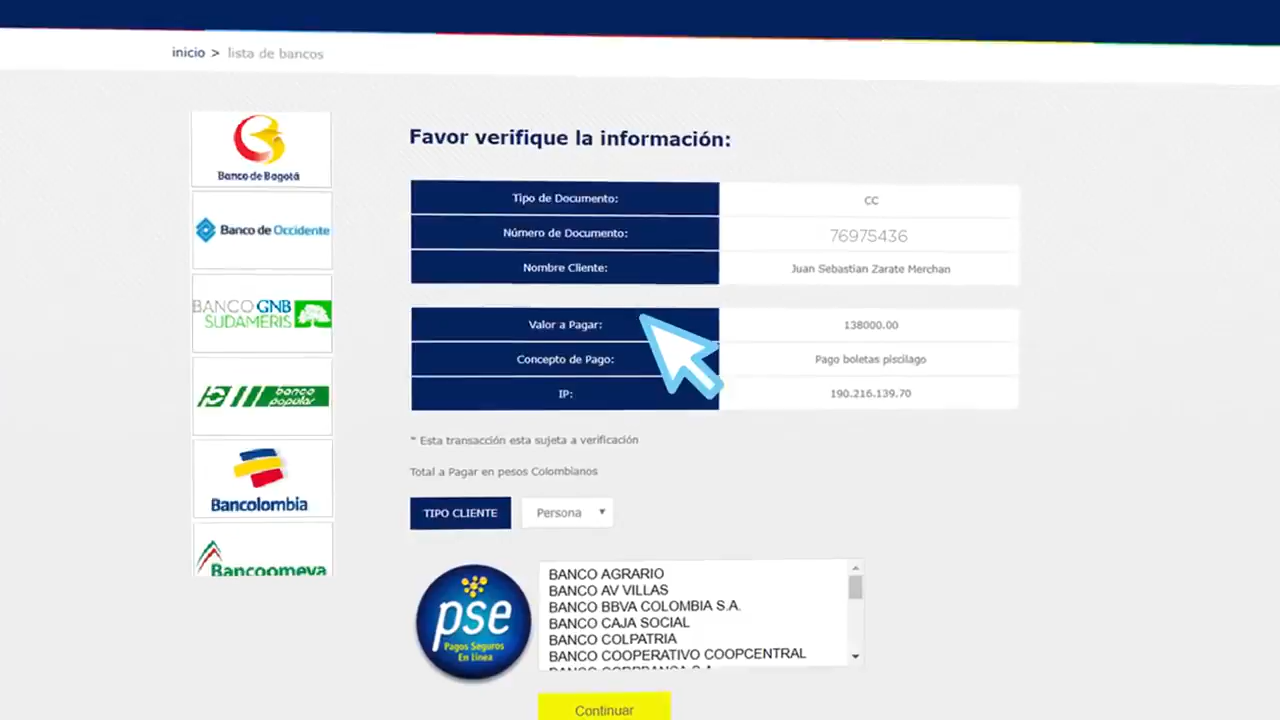 inicio > lista de bancos
Banco de Bogotá
Banco de Occidente
BANCO GNB
SUDAMERIS
banco
popular
Bancolombia
Bancoomeva
Favor verifique la información:
Tipo de Documento: CC
Número de Documento: 76975436
Nombre Cliente: Juan Sebastian Zarate Merchan
Valor a Pagar: 138000.00
Concepto de Pago: Pago boletas piscilago
IP: 190.216.139.70
* Esta transacción esta sujeta a verificación
Total a Pagar en pesos Colombianos
TIPO CLIENTE Persona
pse
Pagos Seguros
En línea
BANCO AGRARIO
BANCO AV VILLAS
BANCO BBVA COLOMBIA S.A.
BANCO CAJA SOCIAL
BANCO COLPATRIA
BANCO COOPERATIVO COOPCENTRAL
Continuar